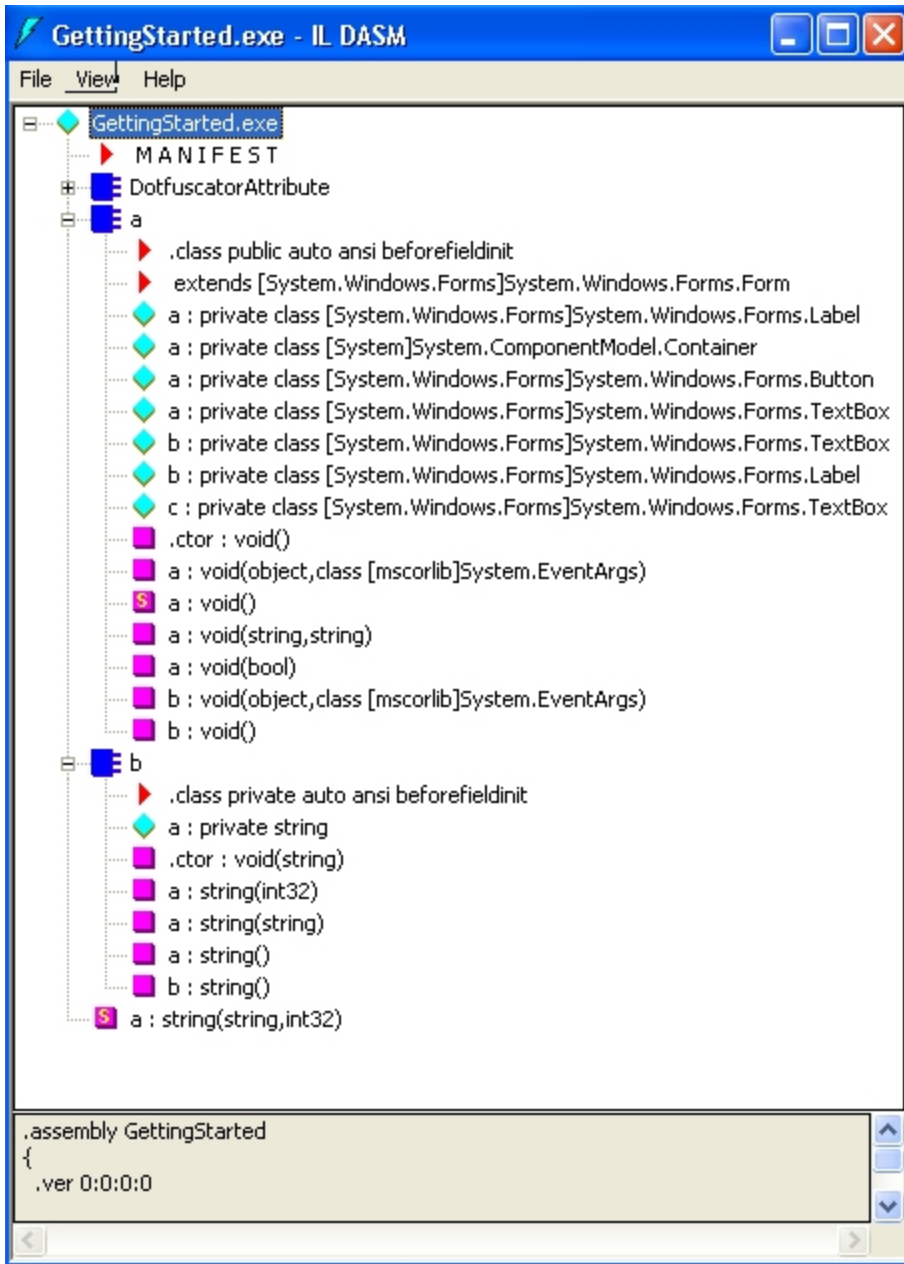 GettingStarted.exe - IL DASM
File View Help
GettingStarted.exe
M A N I F E S T
DotfuscatorAttribute
a
.class public auto ansi beforefieldinit
extends [System.Windows.Forms]System.Windows.Forms.Form
a : private class [System.Windows.Forms]System.Windows.Forms.Label
a : private class [System]System.ComponentModel.Container
a : private class [System.Windows.Forms]System.Windows.Forms.Button
a : private class [System.Windows.Forms]System.Windows.Forms.TextBox
b : private class [System.Windows.Forms]System.Windows.Forms.TextBox
b : private class [System.Windows.Forms]System.Windows.Forms.Label
c : private class [System.Windows.Forms]System.Windows.Forms.TextBox
.ctor : void()
a : void(object,class [mscorlib]System.EventArgs)
S a : void()
a : void(string,string)
a : void(bool)
b : void(object,class [mscorlib]System.EventArgs)
b : void()
b
.class private auto ansi beforefieldinit
a : private string
.ctor : void(string)
a : string(int32)
a : string(string)
a : string()
b : string()
S a : string(string,int32)
.assembly GettingStarted
{
.ver 0:0:0:0